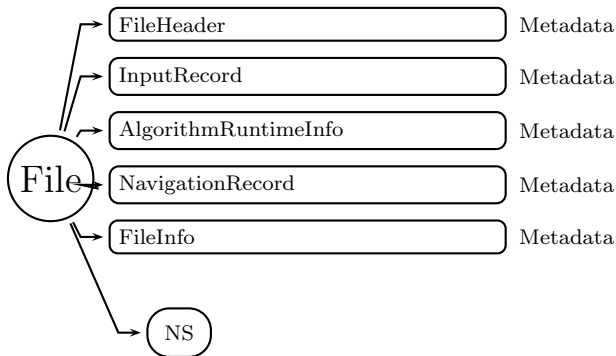 FileHeader Metadata
InputRecord Metadata
AlgorithmRuntimeInfo Metadata
File
NavigationRecord Metadata
FileInfo Metadata
NS